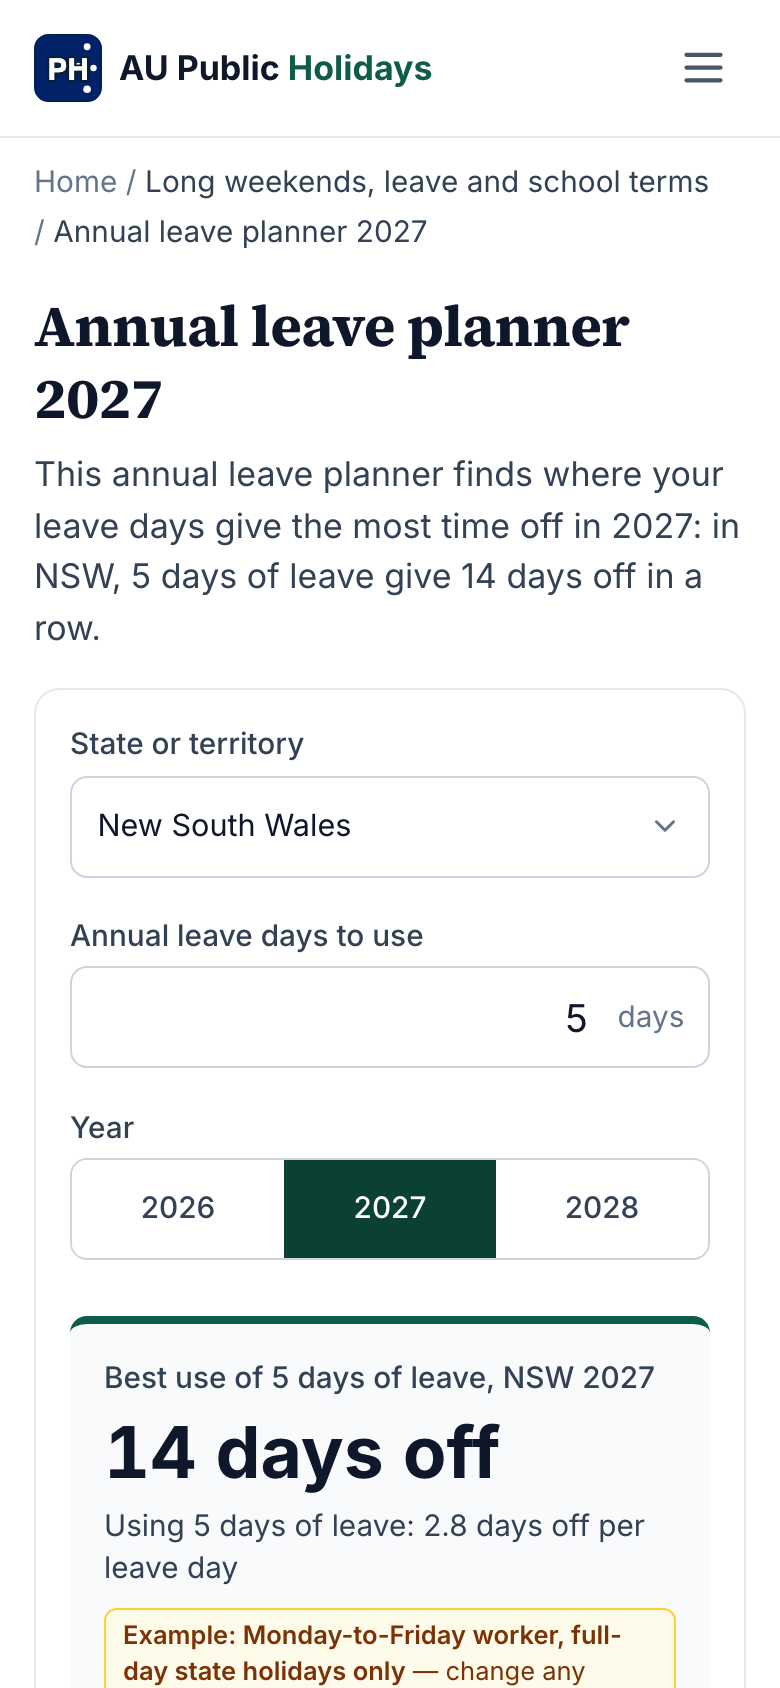 PH
AU Public Holidays
Home / Long weekends, leave and school terms
/ Annual leave planner 2027
Annual leave planner
2027
This annual leave planner finds where your
leave days give the most time off in 2027: in
NSW, 5 days of leave give 14 days off in a
row.
State or territory
New South Wales
Annual leave days to use
5 days
Year
2026 2027 2028
Best use of 5 days of leave, NSW 2027
14 days off
Using 5 days of leave: 2.8 days off per
leave day
Example: Monday-to-Friday worker, full-
day state holidays only — change any